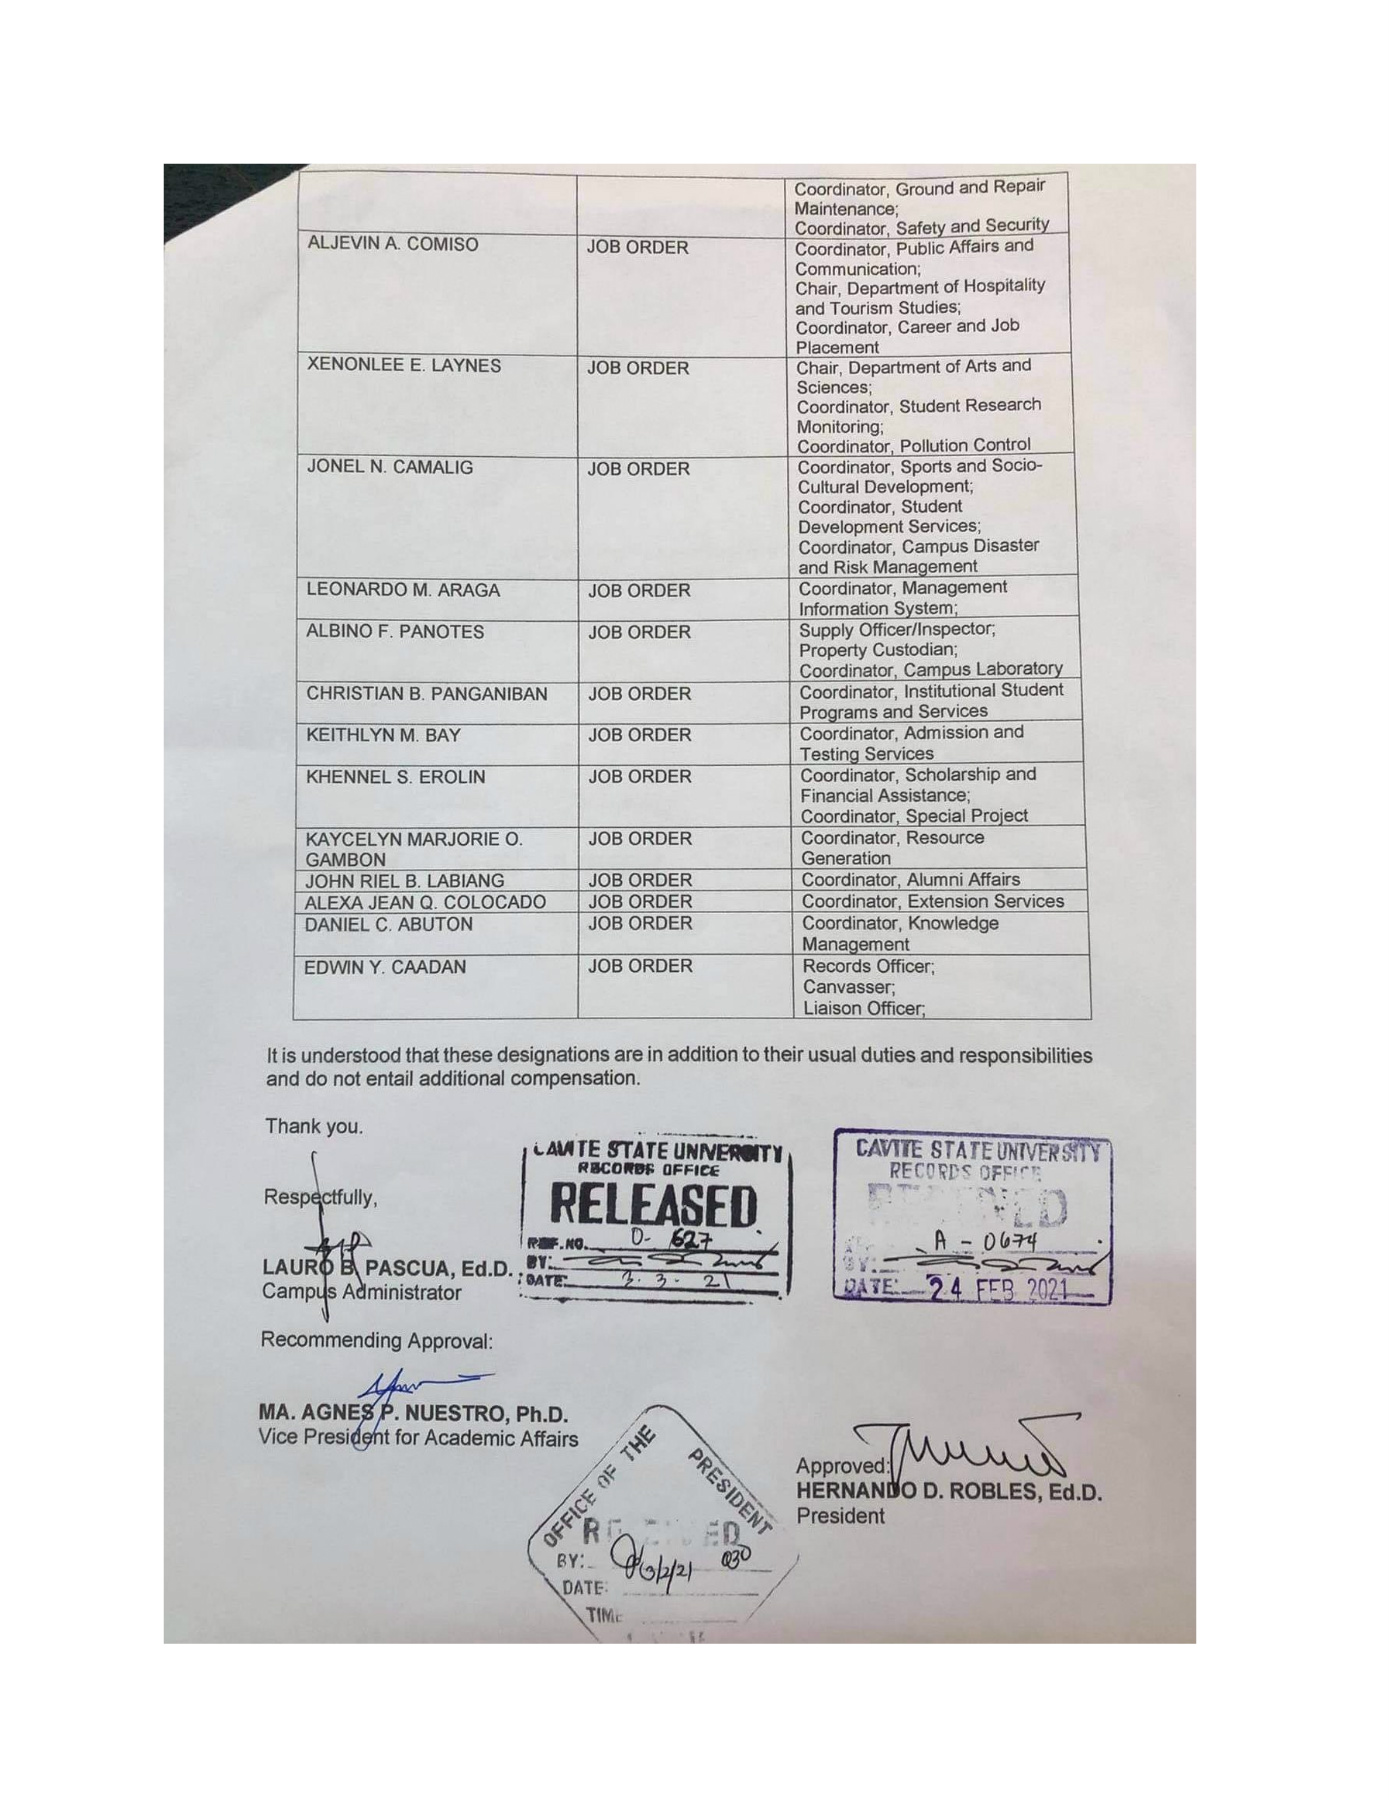 Coordinator, Ground and Repair
Maintenance;
Coordinator, Safety and Security
ALJEVIN A. COMISO JOB ORDER Coordinator, Public Affairs and
Communication;
Chair, Department of Hospitality
and Tourism Studies;
Coordinator, Career and Job
Placement
XENONLEE E. LAYNES JOB ORDER Chair, Department of Arts and
Sciences;
Coordinator, Student Research
Monitoring;
Coordinator, Pollution Control
JONEL N. CAMALIG JOB ORDER Coordinator, Sports and Socio-
Cultural Development;
Coordinator, Student
Development Services;
Coordinator, Campus Disaster
and Risk Management
LEONARDO M. ARAGA JOB ORDER Coordinator, Management
Information System;
ALBINO F. PANOTES JOB ORDER Supply Officer/Inspector;
Property Custodian;
Coordinator, Campus Laboratory
CHRISTIAN B. PANGANIBAN JOB ORDER Coordinator, Institutional Student
Programs and Services
KEITHLYN M. BAY JOB ORDER Coordinator, Admission and
Testing Services
KHENNEL S. EROLIN JOB ORDER Coordinator, Scholarship and
Financial Assistance;
Coordinator, Special Project
KAYCELYN MARJORIE O. JOB ORDER Coordinator, Resource
GAMBON Generation
JOHN RIEL B. LABIANG JOB ORDER Coordinator, Alumni Affairs
ALEXA JEAN Q. COLOCADO JOB ORDER Coordinator, Extension Services
DANIEL C. ABUTON JOB ORDER Coordinator, Knowledge
Management
EDWIN Y. CAADAN JOB ORDER Records Officer;
Canvasser;
Liaison Officer;
It is understood that these designations are in addition to their usual duties and responsibilities
and do not entail additional compensation.
Thank you.
Respectfully,
LAURO B. PASCUA, Ed.D.
Campus Administrator
CAVITE STATE UNIVERSITY
RECORDS OFFICE
RELEASED
REF.NO. 0- 627
BY:
DATE: 3-3-21
CAVITE STATE UNIVERSITY
RECORDS OFFICE
A - 0674
BY:
DATE: 24 FEB 2021
Recommending Approval:
MA. AGNES P. NUESTRO, Ph.D.
Vice President for Academic Affairs
OFFICE OF THE PRESIDENT
RECEIVED
BY: 3/2/21
DATE:
TIME
Approved:
HERNANDO D. ROBLES, Ed.D.
President